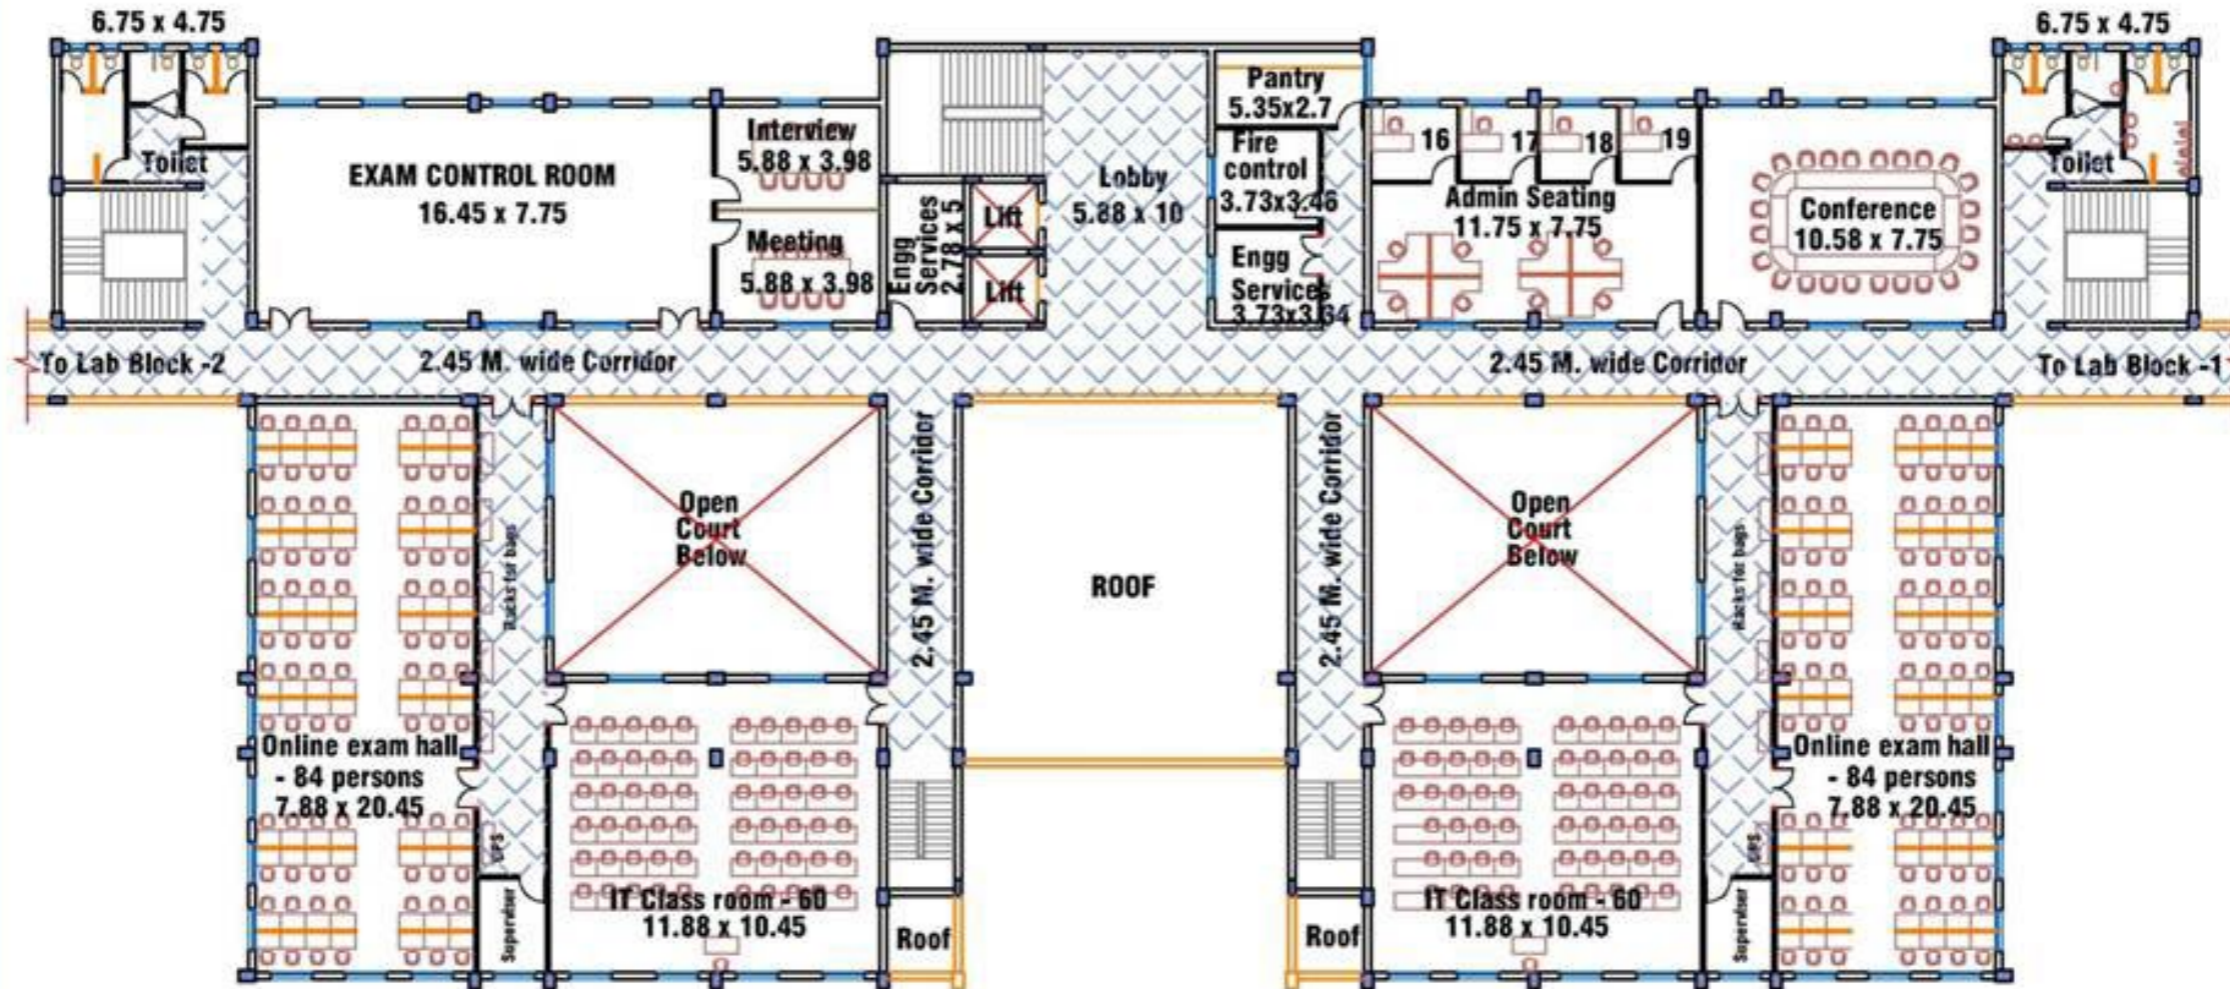 6.75 x 4.75
6.75 x 4.75
Toilet
EXAM CONTROL ROOM
16.45 x 7.75
Interview
5.88 x 3.98
Meeting
5.88 x 3.98
Engg
Services
2.78 x 5
Lift
Lift
Lobby
5.88 x 10
Pantry
5.35x2.7
Fire
control
3.73x3.46
Engg
Services
3.73x3.34
16
17
18
19
Admin Seating
11.75 x 7.75
Conference
10.58 x 7.75
Toilet
To Lab Block -2
2.45 M. wide Corridor
2.45 M. wide Corridor
To Lab Block -1
Racks for bags
Open
Court
Below
2.45 M. wide Corridor
ROOF
2.45 M. wide Corridor
Open
Court
Below
Racks for bags
Online exam hall
- 84 persons
7.88 x 20.45
Online exam hall
- 84 persons
7.88 x 20.45
UPS
UPS
Superviser
IT Class room - 60
11.88 x 10.45
Roof
Roof
IT Class room - 60
11.88 x 10.45
Superviser